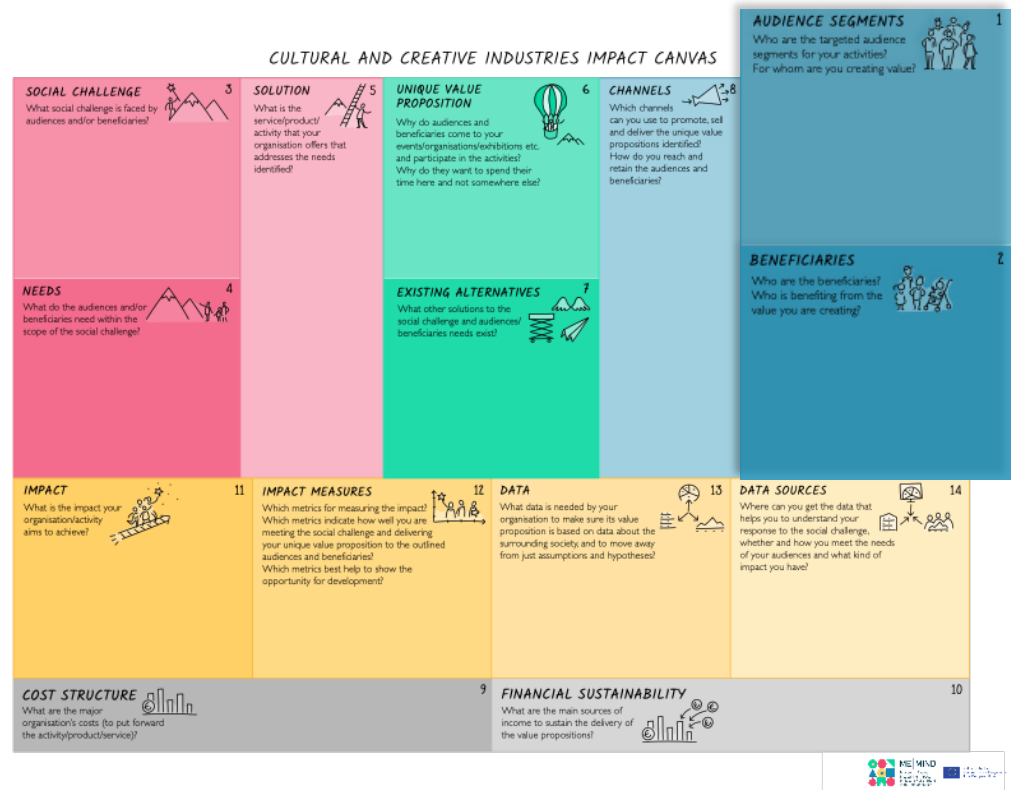 CULTURAL AND CREATIVE INDUSTRIES IMPACT CANVAS
AUDIENCE SEGMENTS
1
Who are the targeted audience
segments for your activities?
For whom are you creating value?
BENEFICIARIES
2
Who are the beneficiaries?
Who is benefiting from the
value you are creating?
SOCIAL CHALLENGE
3
What social challenge is faced by
audiences and/or beneficiaries?
NEEDS
4
What do the audiences and/or
beneficiaries need within the
scope of the social challenge?
SOLUTION
5
What is the
service/product/
activity that your
organisation offers that
addresses the needs
identified?
UNIQUE VALUE
PROPOSITION
6
Why do audiences and
beneficiaries come to your
events/organisations/exhibitions etc.
and participate in the activities?
Why do they want to spend their
time here and not somewhere else?
EXISTING ALTERNATIVES
7
What other solutions to the
social challenge and audiences/
beneficiaries needs exist?
CHANNELS
8
Which channels
can you use to promote, sell
and deliver the unique value
propositions identified?
How do you reach and
retain the audiences and
beneficiaries?
IMPACT
11
What is the impact your
organisation/activity
aims to achieve?
IMPACT MEASURES
12
Which metrics for measuring the impact?
Which metrics indicate how well you are
meeting the social challenge and delivering
your unique value proposition to the outlined
audiences and beneficiaries?
Which metrics best help to show the
opportunity for development?
DATA
13
What data is needed by your
organisation to make sure its value
proposition is based on data about the
surrounding society, and to move away
from just assumptions and hypotheses?
DATA SOURCES
14
Where can you get the data that
helps you to understand your
response to the social challenge,
whether and how you meet the needs
of your audiences and what kind of
impact you have?
COST STRUCTURE
9
What are the major
organisation's costs (to put forward
the activity/product/service)?
FINANCIAL SUSTAINABILITY
10
What are the main sources of
income to sustain the delivery of
the value propositions?
ME|MIND